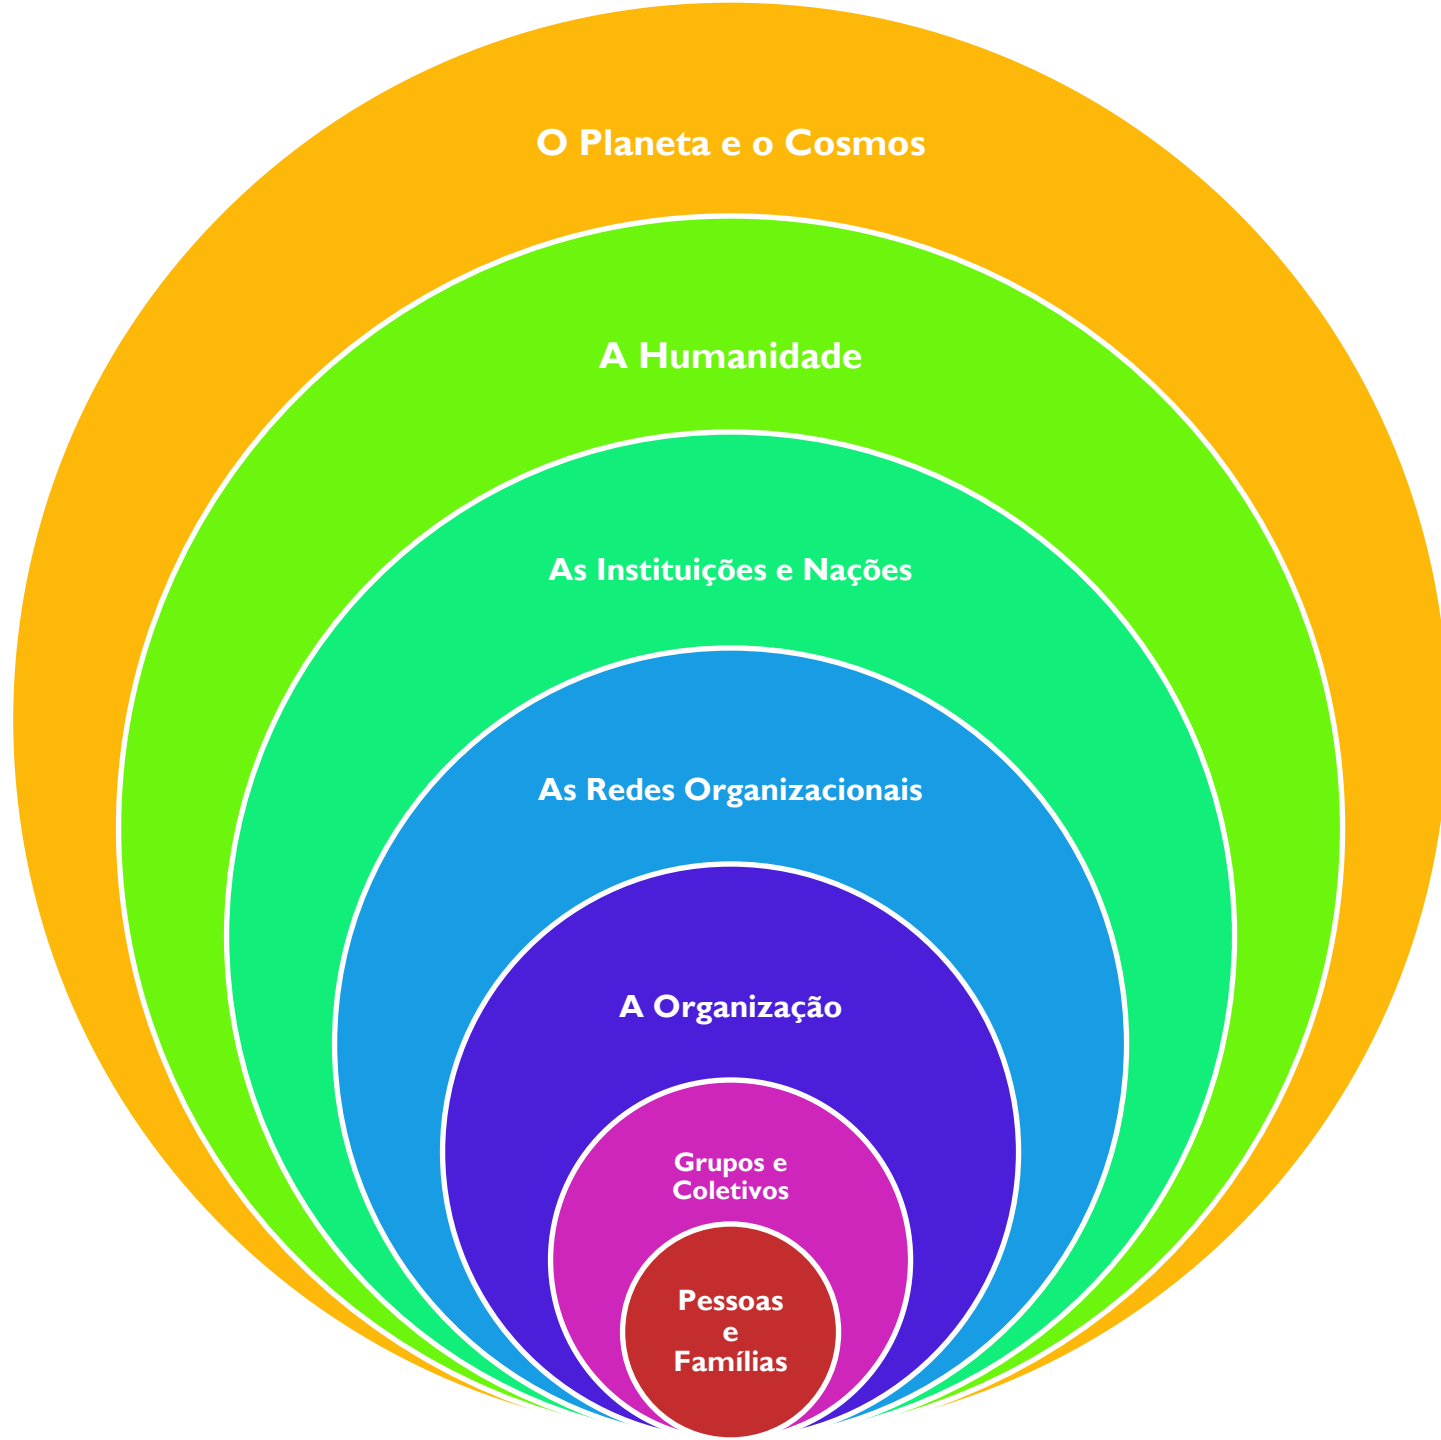 O Planeta e o Cosmos
A Humanidade
As Instituições e Nações
As Redes Organizacionais
A Organização
Grupos e
Coletivos
Pessoas
e
Famílias